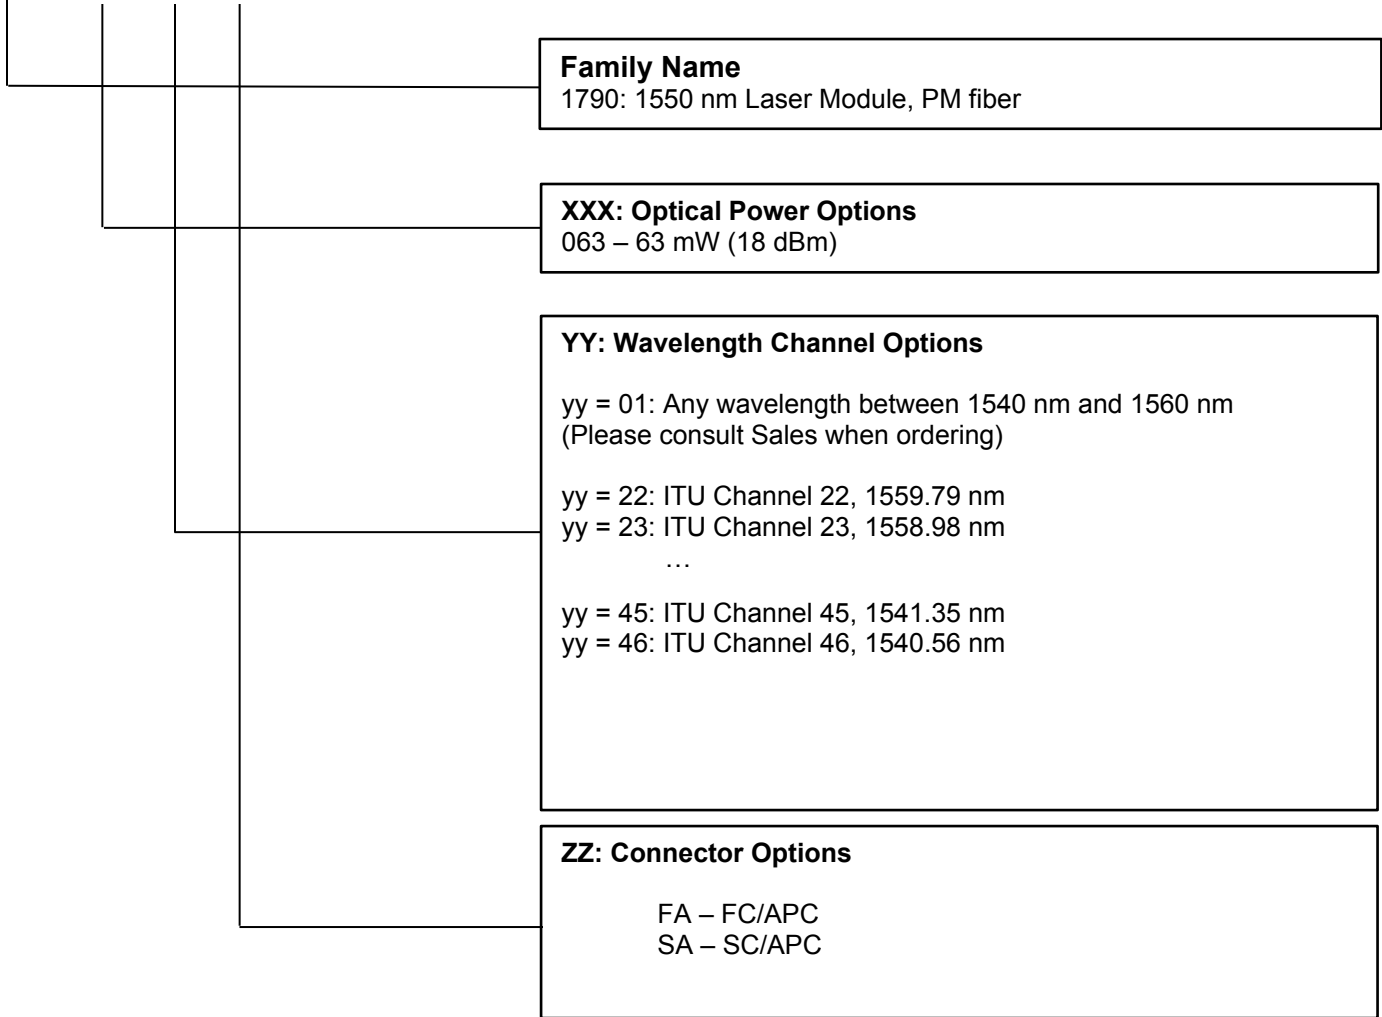 Family Name
1790: 1550 nm Laser Module, PM fiber
XXX: Optical Power Options
063 – 63 mW (18 dBm)
YY: Wavelength Channel Options
yy = 01: Any wavelength between 1540 nm and 1560 nm
(Please consult Sales when ordering)
yy = 22: ITU Channel 22, 1559.79 nm
yy = 23: ITU Channel 23, 1558.98 nm
…
yy = 45: ITU Channel 45, 1541.35 nm
yy = 46: ITU Channel 46, 1540.56 nm
ZZ: Connector Options
FA – FC/APC
SA – SC/APC